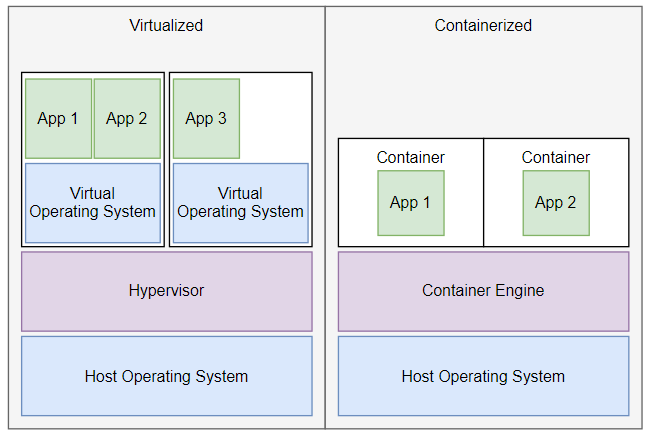 Virtualized
App 1
App 2
Virtual
Operating System
App 3
Virtual
Operating System
Hypervisor
Host Operating System
Containerized
Container
App 1
Container
App 2
Container Engine
Host Operating System